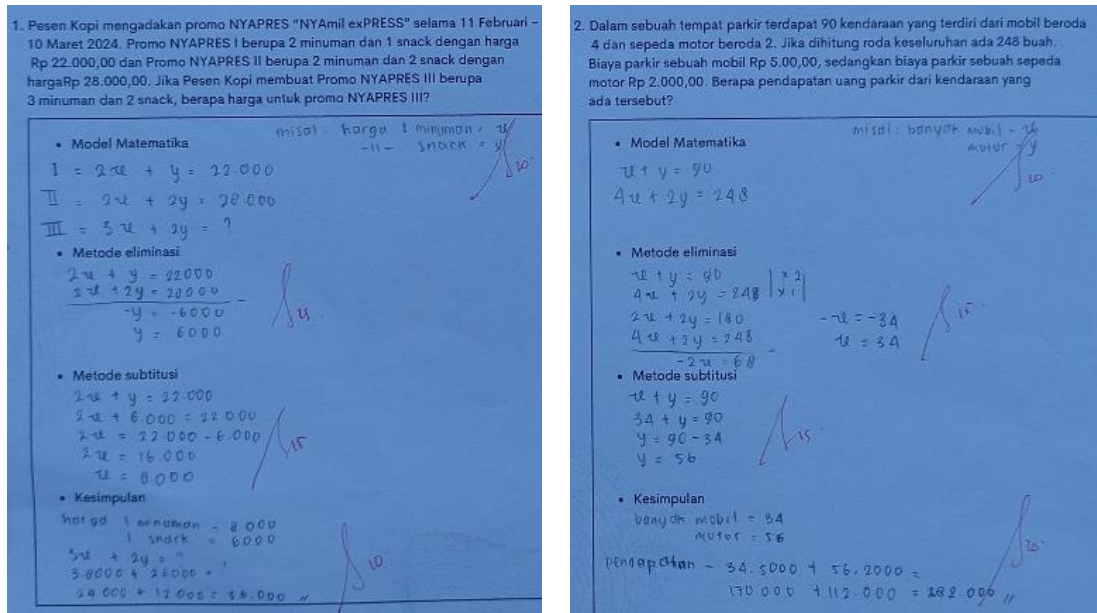 1. Pesen Kopi mengadakan promo NYAPRES "NYAmil exPRESS" selama 11 Februari –
10 Maret 2024. Promo NYAPRES I berupa 2 minuman dan 1 snack dengan harga
Rp 22.000,00 dan Promo NYAPRES II berupa 2 minuman dan 2 snack dengan
hargaRp 28.000,00. Jika Pesen Kopi membuat Promo NYAPRES III berupa
3 minuman dan 2 snack, berapa harga untuk promo NYAPRES III?
misal: harga 1 minuman = x
-11- snack = y
• Model Matematika
I = 2x + y = 22.000
II = 2x + 2y = 28.000
III = 3x + 2y = ?
• Metode eliminasi
2x + y = 22000
2x + 2y = 28000 -
-y = -6000
y = 6000
• Metode subtitusi
2x + y = 22.000
2x + 6.000 = 22.000
2x = 22.000 - 6.000
2x = 16.000
x = 8.000
15
• Kesimpulan
harga 1 minuman = 8000
1 snack = 6000
3x + 2y = ?
10
24.000 + 12.000 = 36.000 //
2. Dalam sebuah tempat parkir terdapat 90 kendaraan yang terdiri dari mobil beroda
4 dan sepeda motor beroda 2. Jika dihitung roda keseluruhan ada 248 buah.
Biaya parkir sebuah mobil Rp 5.00,00, sedangkan biaya parkir sebuah sepeda
motor Rp 2.000,00. Berapa pendapatan uang parkir dari kendaraan yang
ada tersebut?
misal: banyak mobil = x
motor = y
• Model Matematika
x + y = 90
4x + 2y = 248
10
• Metode eliminasi
x + y = 90 | x 2 |
4x + 2y = 248 | x 1 |
2x + 2y = 180
4x + 2y = 248 -
-2x = 68
-x = -34
x = 34
15
• Metode subtitusi
x + y = 90
34 + y = 90
y = 90 - 34
y = 56
15
• Kesimpulan
banyak mobil = 34
motor = 56
pendapatan = 34.5000 + 56.2000 =
170.000 + 112.000 = 282.000 //